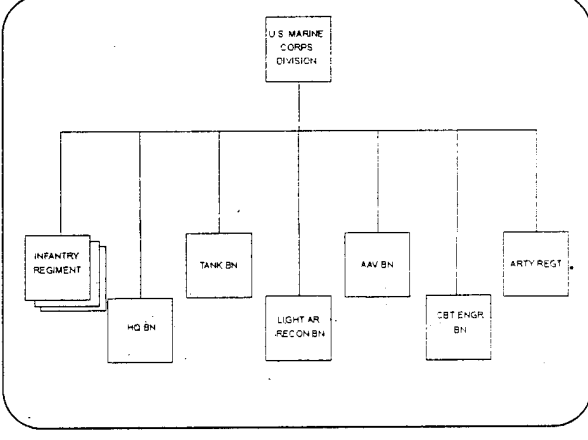 U.S. MARINE
CORPS
DIVISION
INFANTRY
REGIMENT
HQ BN
TANK BN
LIGHT AR
RECON BN
AAV BN
CBT ENGR
BN
ARTY REGT